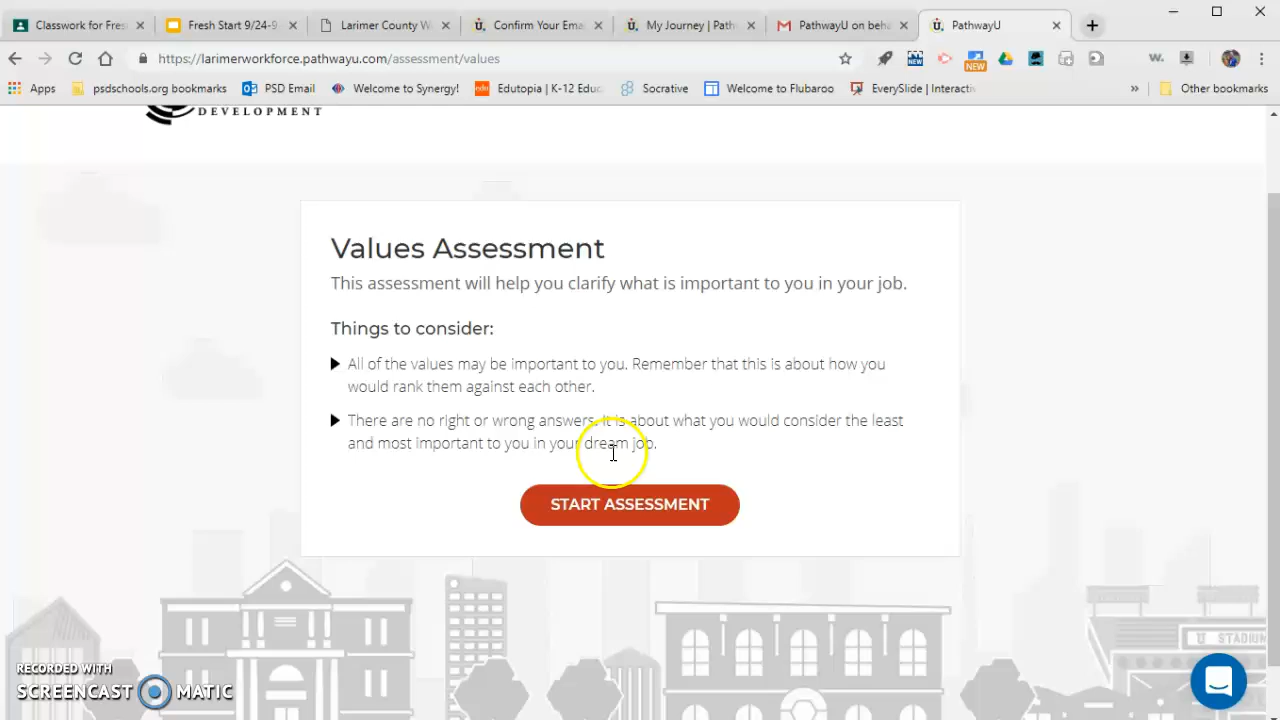 Classwork for Fres
Fresh Start 9/24-9
Larimer County W
Confirm Your Ema
My Journey | Path
PathwayU on beha
PathwayU
https://larimerworkforce.pathwayu.com/assessment/values
NEW
NEW
W.
Apps
psdschools.org bookmarks
PSD Email
Welcome to Synergy!
edu
Edutopia | K-12 Educ
Socrative
Welcome to Flubaroo
EverySlide | Interacti
»
Other bookmarks
DEVELOPMENT
Values Assessment
This assessment will help you clarify what is important to you in your job.
Things to consider:
All of the values may be important to you. Remember that this is about how you
would rank them against each other.
There are no right or wrong answers. It is about what you would consider the least
and most important to you in your dream job.
START ASSESSMENT
U STADIUM
RECORDED WITH
SCREENCAST MATIC